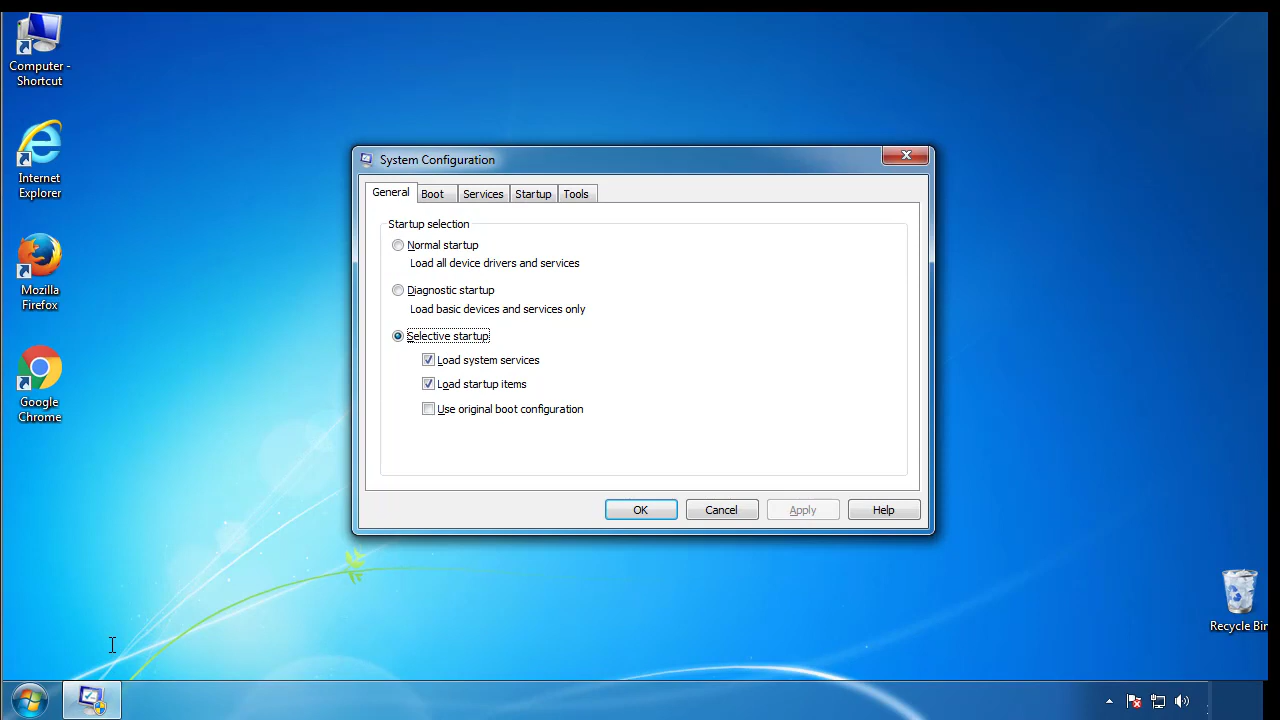 Computer -
Shortcut
Internet
Explorer
Mozilla
Firefox
Google
Chrome
System Configuration
General
Boot
Services
Startup
Tools
Startup selection
Normal startup
Load all device drivers and services
Diagnostic startup
Load basic devices and services only
Selective startup
Load system services
Load startup items
Use original boot configuration
OK
Cancel
Apply
Help
Recycle Bin